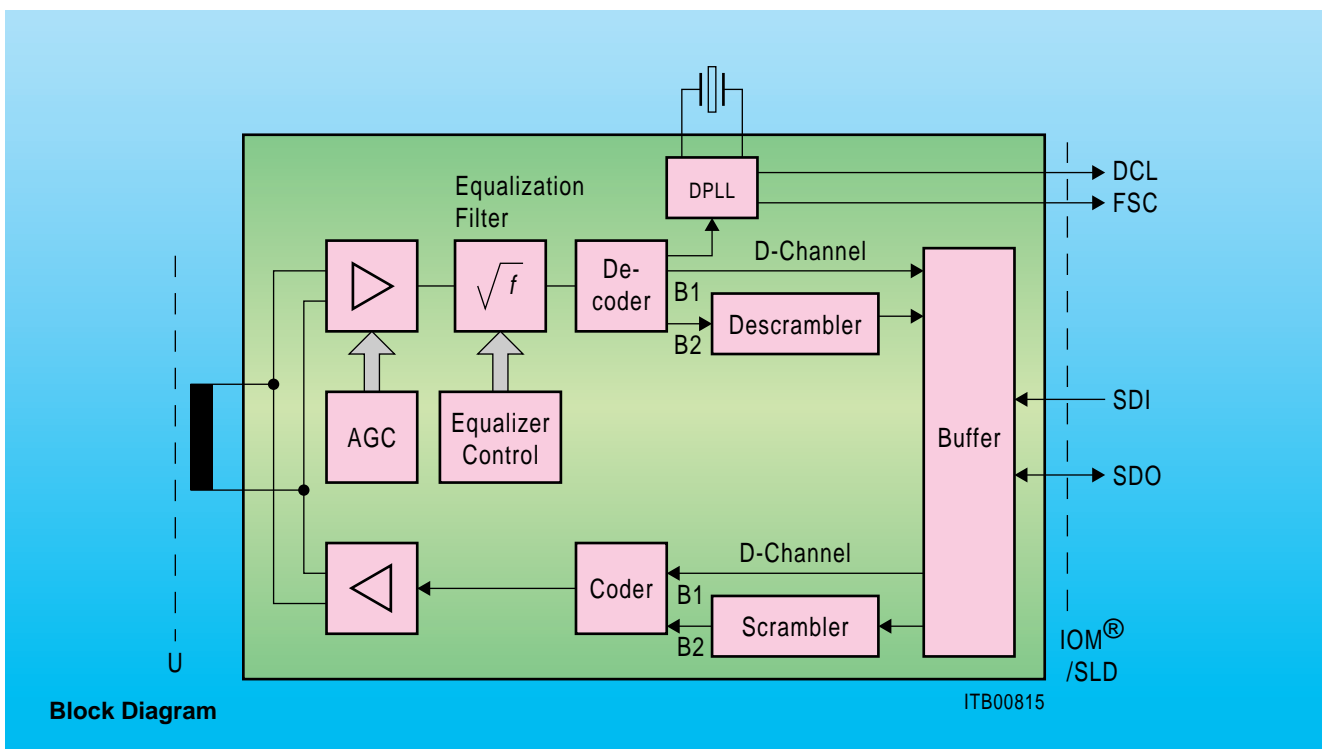 DPLL
DCL
FSC
Equalization
Filter
√f
De-
coder
D-Channel
B1
B2
Descrambler
AGC
Equalizer
Control
Buffer
SDI
SDO
D-Channel
Coder
B1
B2
Scrambler
U
IOM®
/SLD
Block Diagram
ITB00815